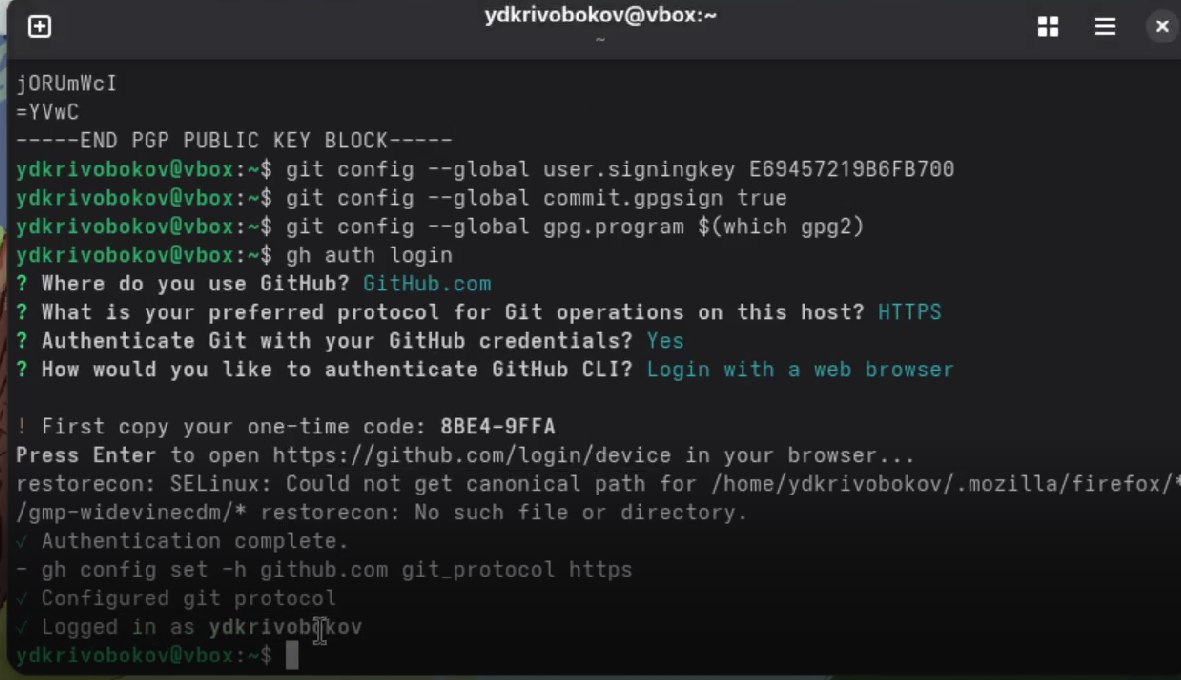 ydkrivobokov@vbox:~
~
jORUmWcI
=YVwC
-----END PGP PUBLIC KEY BLOCK-----
ydkrivobokov@vbox:~$ git config --global user.signingkey E69457219B6FB700
ydkrivobokov@vbox:~$ git config --global commit.gpgsign true
ydkrivobokov@vbox:~$ git config --global gpg.program $(which gpg2)
ydkrivobokov@vbox:~$ gh auth login
? Where do you use GitHub? GitHub.com
? What is your preferred protocol for Git operations on this host? HTTPS
? Authenticate Git with your GitHub credentials? Yes
? How would you like to authenticate GitHub CLI? Login with a web browser
! First copy your one-time code: 8BE4-9FFA
Press Enter to open https://github.com/login/device in your browser...
restorecon: SELinux: Could not get canonical path for /home/ydkrivobokov/.mozilla/firefox/*
/gmp-widevinecdm/* restorecon: No such file or directory.
✓ Authentication complete.
- gh config set -h github.com git_protocol https
✓ Configured git protocol
✓ Logged in as ydkrivobokov
ydkrivobokov@vbox:~$